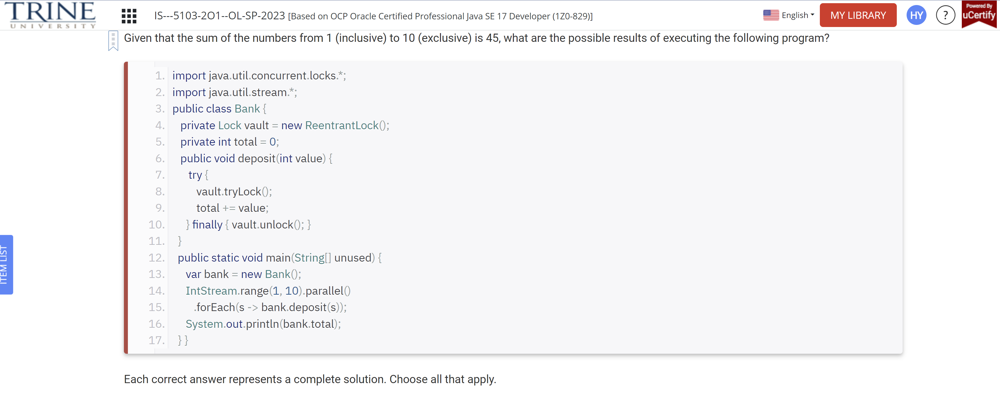 TRINE
UNIVERSITY
IS---5103-2O1--OL-SP-2023 [Based on OCP Oracle Certified Professional Java SE 17 Developer (1Z0-829)]
English
MY LIBRARY
HY
?
Powered By
uCertify
Given that the sum of the numbers from 1 (inclusive) to 10 (exclusive) is 45, what are the possible results of executing the following program?
1. import java.util.concurrent.locks.*;
2. import java.util.stream.*;
3. public class Bank {
4. private Lock vault = new ReentrantLock();
5. private int total = 0;
6. public void deposit(int value) {
7. try {
8. vault.tryLock();
9. total += value;
10. } finally { vault.unlock(); }
11. }
12. public static void main(String[] unused) {
13. var bank = new Bank();
14. IntStream.range(1, 10).parallel()
15. .forEach(s -> bank.deposit(s));
16. System.out.println(bank.total);
17. } }
ITEM LIST
Each correct answer represents a complete solution. Choose all that apply.